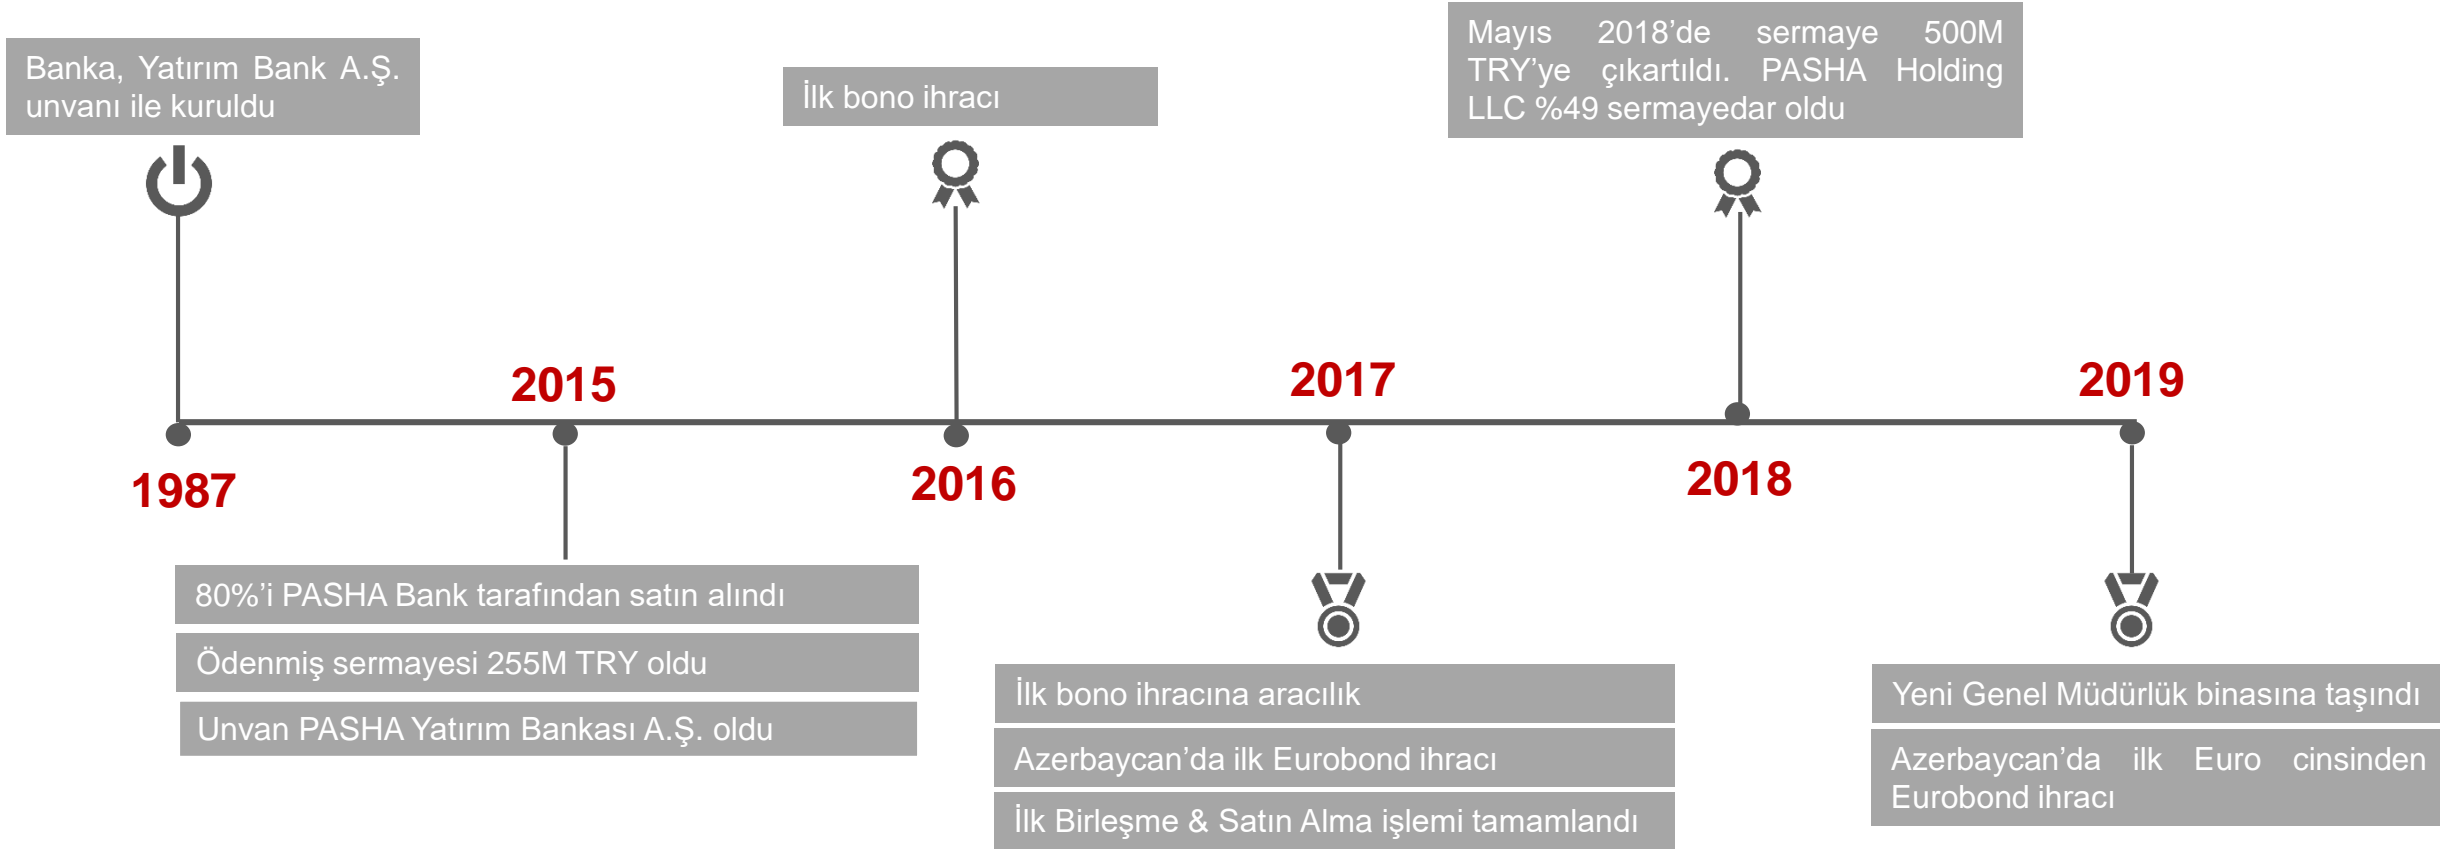 Banka, Yatırım Bank A.Ş.
unvanı ile kuruldu
1987
2015
80%’i PASHA Bank tarafından satın alındı
Ödenmiş sermayesi 255M TRY oldu
Unvan PASHA Yatırım Bankası A.Ş. oldu
İlk bono ihracı
2016
2017
İlk bono ihracına aracılık
Azerbaycan’da ilk Eurobond ihracı
İlk Birleşme & Satın Alma işlemi tamamlandı
Mayıs 2018’de sermaye 500M
TRY’ye çıkartıldı. PASHA Holding
LLC %49 sermayedar oldu
2018
2019
Yeni Genel Müdürlük binasına taşındı
Azerbaycan’da ilk Euro cinsinden
Eurobond ihracı